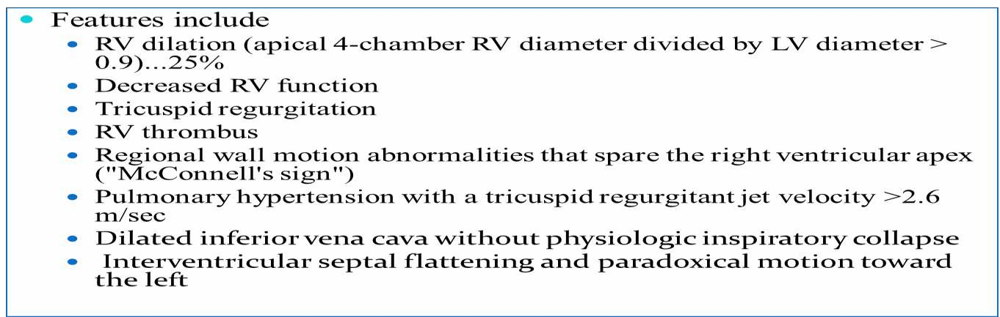 • Features include
• RV dilation (apical 4-chamber RV diameter divided by LV diameter >
0.9)...25%
• Decreased RV function
• Tricuspid regurgitation
• RV thrombus
• Regional wall motion abnormalities that spare the right ventricular apex
("McConnell's sign")
• Pulmonary hypertension with a tricuspid regurgitant jet velocity >2.6
m/sec
• Dilated inferior vena cava without physiologic inspiratory collapse
• Interventricular septal flattening and paradoxical motion toward
the left